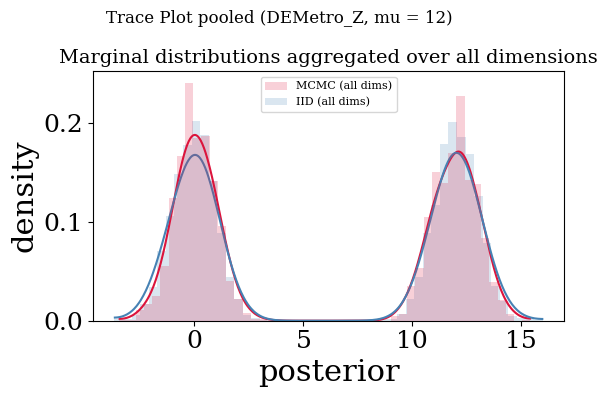 Trace Plot pooled (DEMetro_Z, mu = 12)
Marginal distributions aggregated over all dimensions
MCMC (all dims)
IID (all dims)
density
0.2
0.1
0.0
0 5 10 15
posterior